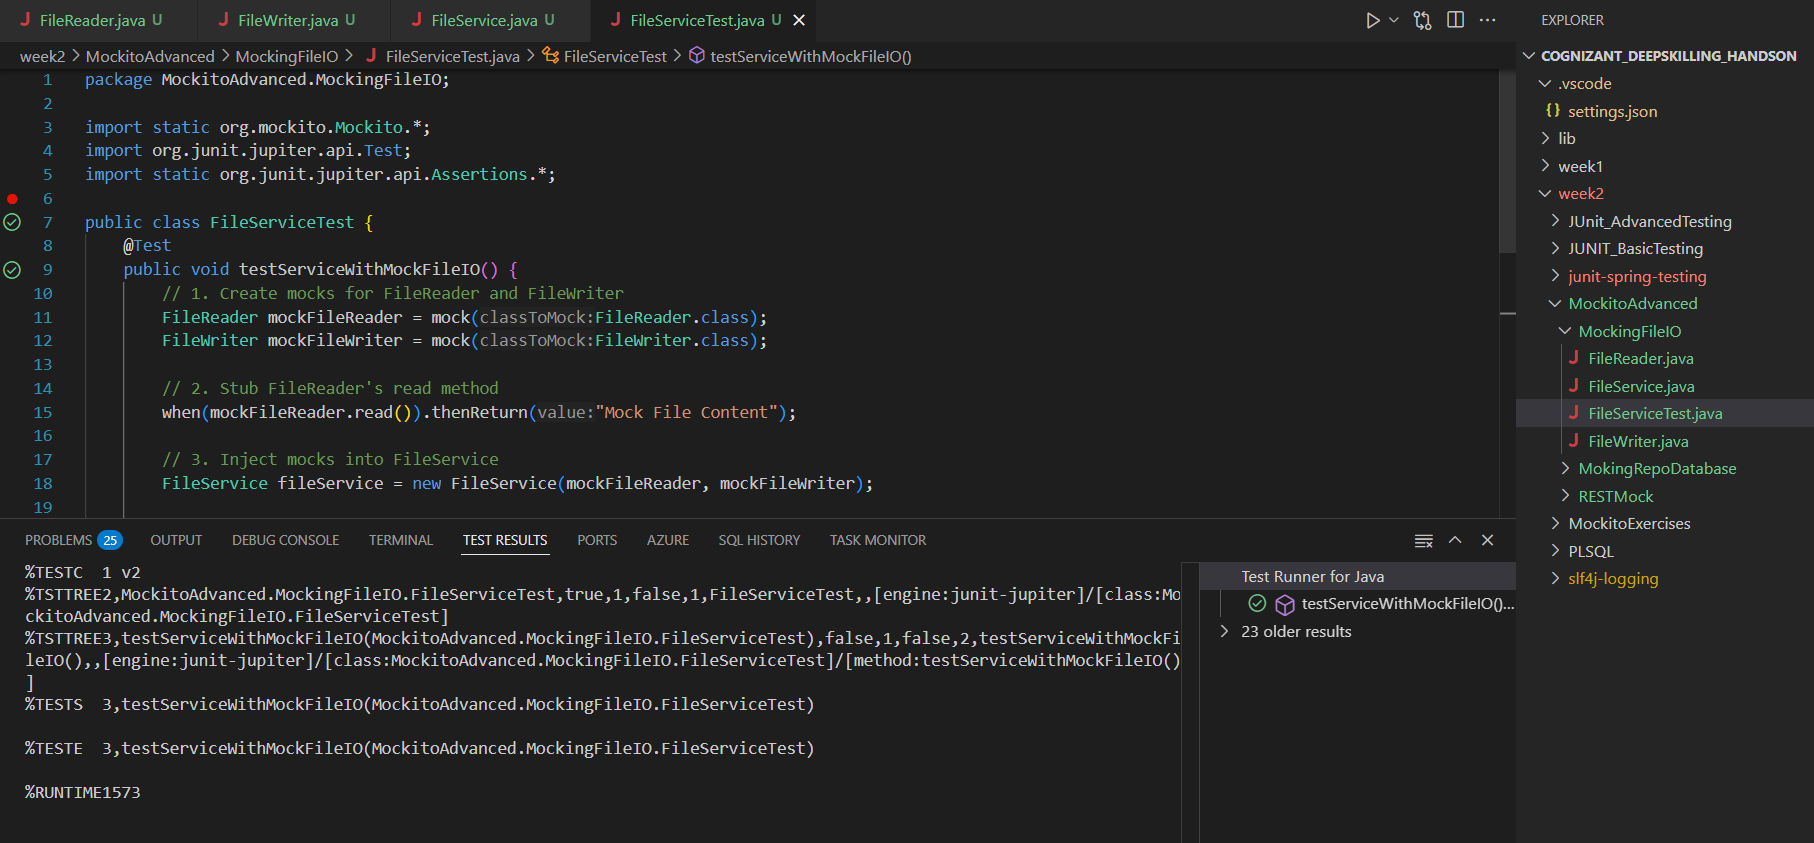 FileReader.java U
FileWriter.java U
FileService.java U
FileServiceTest.java U
week2 > MockitoAdvanced > MockingFileIO > FileServiceTest.java > FileServiceTest > testServiceWithMockFileIO()
1 package MockitoAdvanced.MockingFileIO;
2
3 import static org.mockito.Mockito.*;
4 import org.junit.jupiter.api.Test;
5 import static org.junit.jupiter.api.Assertions.*;
6
7 public class FileServiceTest {
8 @Test
9 public void testServiceWithMockFileIO() {
10 // 1. Create mocks for FileReader and FileWriter
11 FileReader mockFileReader = mock(classToMock:FileReader.class);
12 FileWriter mockFileWriter = mock(classToMock:FileWriter.class);
13
14 // 2. Stub FileReader's read method
15 when(mockFileReader.read()).thenReturn(value:"Mock File Content");
16
17 // 3. Inject mocks into FileService
18 FileService fileService = new FileService(mockFileReader, mockFileWriter);
19
PROBLEMS 25 OUTPUT DEBUG CONSOLE TERMINAL TEST RESULTS PORTS AZURE SQL HISTORY TASK MONITOR
%TESTC 1 v2
%TSTTREE2,MockitoAdvanced.MockingFileIO.FileServiceTest,true,1,false,1,FileServiceTest,,[engine:junit-jupiter]/[class:Mo
ckitoAdvanced.MockingFileIO.FileServiceTest]
%TSTTREE3,testServiceWithMockFileIO(MockitoAdvanced.MockingFileIO.FileServiceTest),false,1,false,2,testServiceWithMockFi
leIO(),,[engine:junit-jupiter]/[class:MockitoAdvanced.MockingFileIO.FileServiceTest]/[method:testServiceWithMockFileIO()
]
%TESTS 3,testServiceWithMockFileIO(MockitoAdvanced.MockingFileIO.FileServiceTest)
%TESTE 3,testServiceWithMockFileIO(MockitoAdvanced.MockingFileIO.FileServiceTest)
%RUNTIME1573
Test Runner for Java
testServiceWithMockFileIO()...
23 older results
EXPLORER
COGNIZANT_DEEPSKILLING_HANDSON
.vscode
{} settings.json
lib
week1
week2
JUnit_AdvancedTesting
JUNIT_BasicTesting
junit-spring-testing
MockitoAdvanced
MockingFileIO
FileReader.java
FileService.java
FileServiceTest.java
FileWriter.java
MokingRepoDatabase
RESTMock
MockitoExercises
PLSQL
slf4j-logging